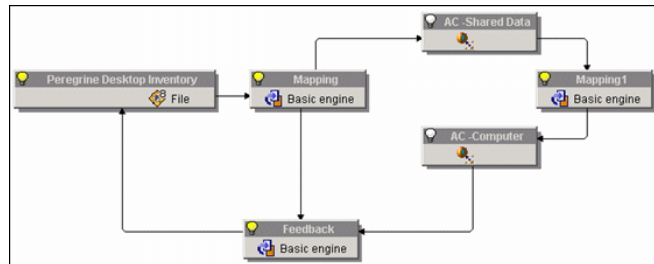 AC -Shared Data
Peregrine Desktop Inventory
File
Mapping
Basic engine
Mapping1
Basic engine
AC -Computer
Feedback
Basic engine